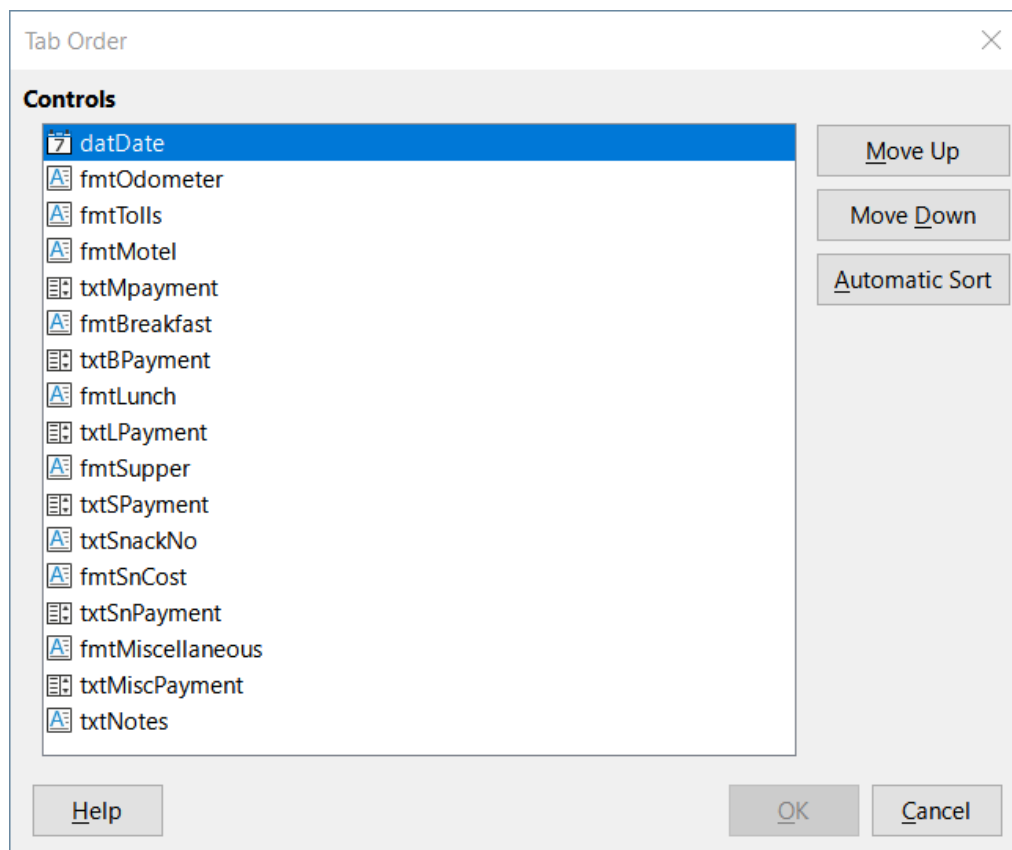 Tab Order
Controls
7 datDate
A fmtOdometer
A fmtTolls
A fmtMotel
txtMpayment
A fmtBreakfast
txtBPayment
A fmtLunch
txtLPayment
A fmtSupper
txtSPayment
A txtSnackNo
A fmtSnCost
txtSnPayment
A fmtMiscellaneous
txtMiscPayment
A txtNotes
Move Up
Move Down
Automatic Sort
Help
OK
Cancel